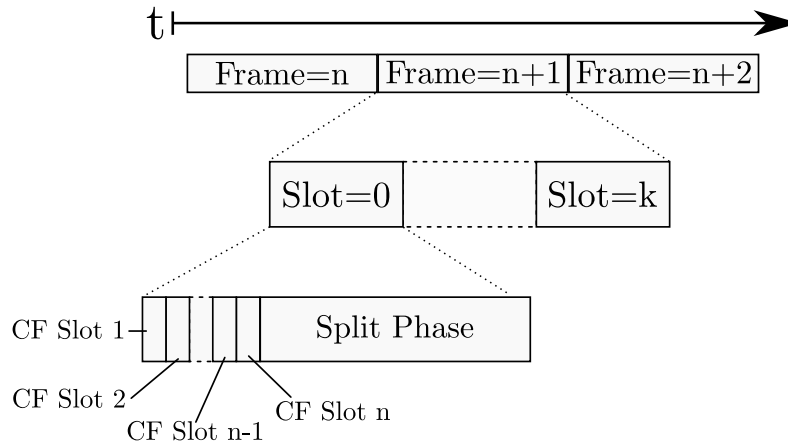 t
Frame=n Frame=n+1 Frame=n+2
Slot=0 Slot=k
CF Slot 1 Split Phase
CF Slot 2
CF Slot n
CF Slot n-1